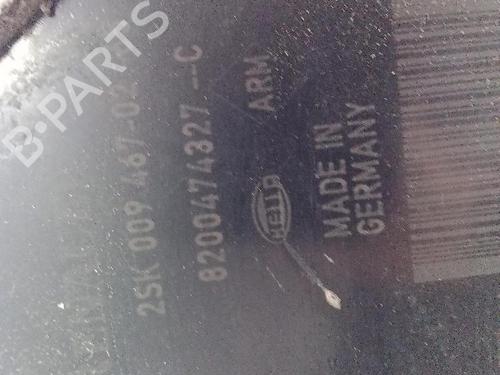 B-PARTS
2SK 009 467-02
8200474327 --C
ARM
HELLA
MADE IN
GERMANY